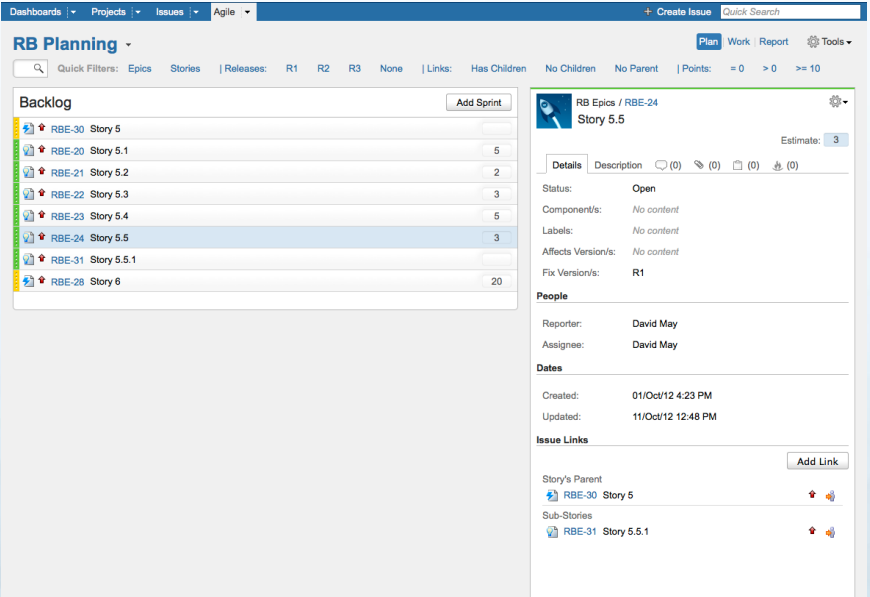 Dashboards Projects Issues Agile + Create Issue Quick Search
RB Planning
Plan Work Report Tools
Quick Filters: Epics Stories | Releases: R1 R2 R3 None | Links: Has Children No Children No Parent | Points: = 0 > 0 >= 10
Backlog
Add Sprint
RBE-30 Story 5
RBE-20 Story 5.1 5
RBE-21 Story 5.2 2
RBE-22 Story 5.3 3
RBE-23 Story 5.4 5
RBE-24 Story 5.5 3
RBE-31 Story 5.5.1
RBE-28 Story 6 20
RB Epics / RBE-24
Story 5.5
Estimate: 3
Details Description (0) (0) (0) (0)
Status: Open
Component/s: No content
Labels: No content
Affects Version/s: No content
Fix Version/s: R1
People
Reporter: David May
Assignee: David May
Dates
Created: 01/Oct/12 4:23 PM
Updated: 11/Oct/12 12:48 PM
Issue Links
Add Link
Story's Parent
RBE-30 Story 5
Sub-Stories
RBE-31 Story 5.5.1